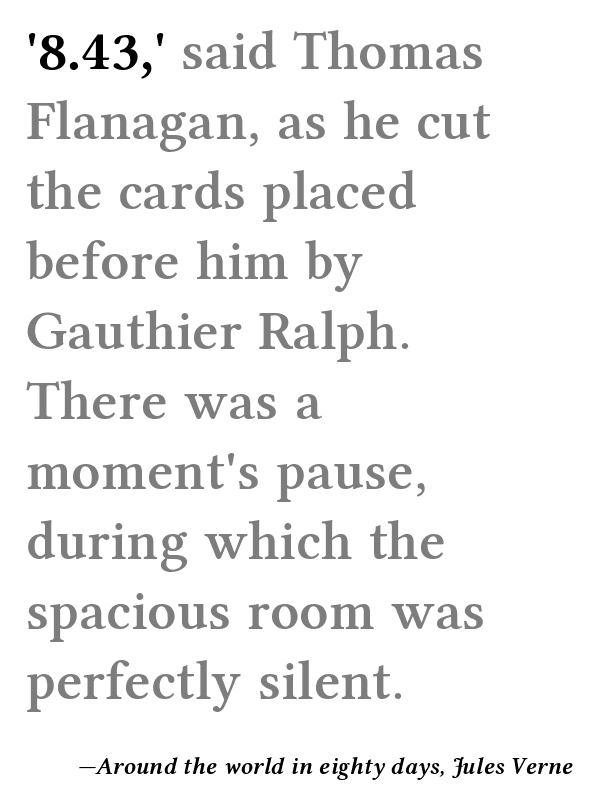 '8.43,' said Thomas
Flanagan, as he cut
the cards placed
before him by
Gauthier Ralph.
There was a
moment's pause,
during which the
spacious room was
perfectly silent.
—Around the world in eighty days, Jules Verne